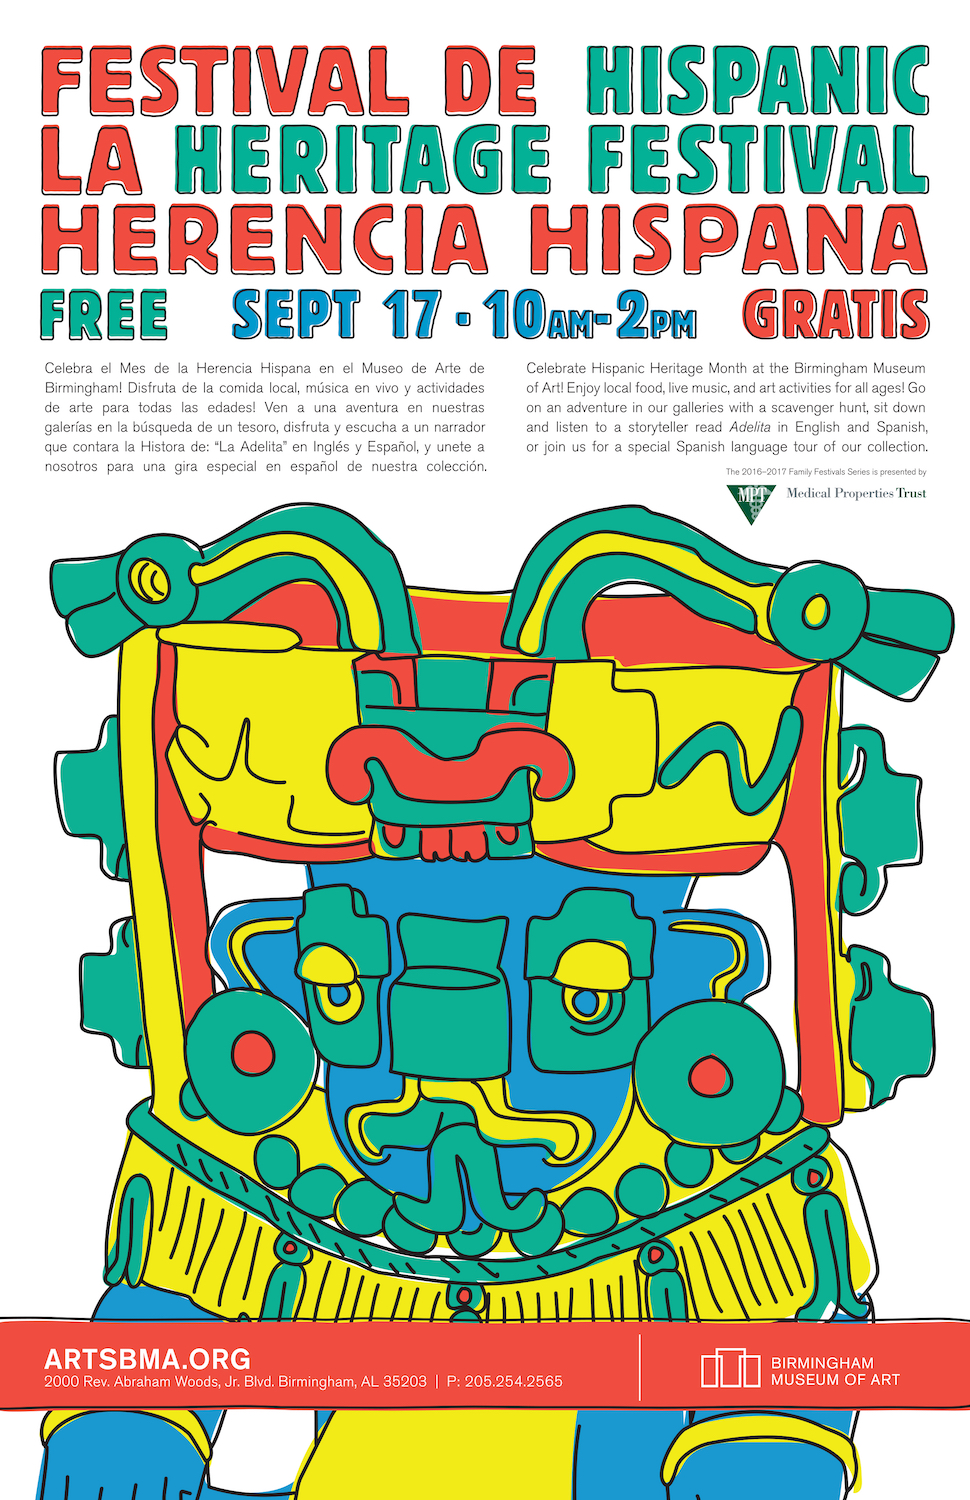 FESTIVAL DE HISPANIC
LA HERITAGE FESTIVAL
HERENCIA HISPANA
FREE SEPT 17 · 10AM-2PM GRATIS
Celebra el Mes de la Herencia Hispana en el Museo de Arte de
Birmingham! Disfruta de la comida local, música en vivo y actividades
de arte para todas las edades! Ven a una aventura en nuestras
galerías en la búsqueda de un tesoro, disfruta y escucha a un narrador
que contara la Histora de: “La Adelita” en Inglés y Español, y unete a
nosotros para una gira especial en español de nuestra colección.
Celebrate Hispanic Heritage Month at the Birmingham Museum
of Art! Enjoy local food, live music, and art activities for all ages! Go
on an adventure in our galleries with a scavenger hunt, sit down
and listen to a storyteller read Adelita in English and Spanish,
or join us for a special Spanish language tour of our collection.
The 2016–2017 Family Festivals Series is presented by
MPT Medical Properties Trust
ARTSBMA.ORG
2000 Rev. Abraham Woods, Jr. Blvd. Birmingham, AL 35203 | P: 205.254.2565
BIRMINGHAM
MUSEUM OF ART